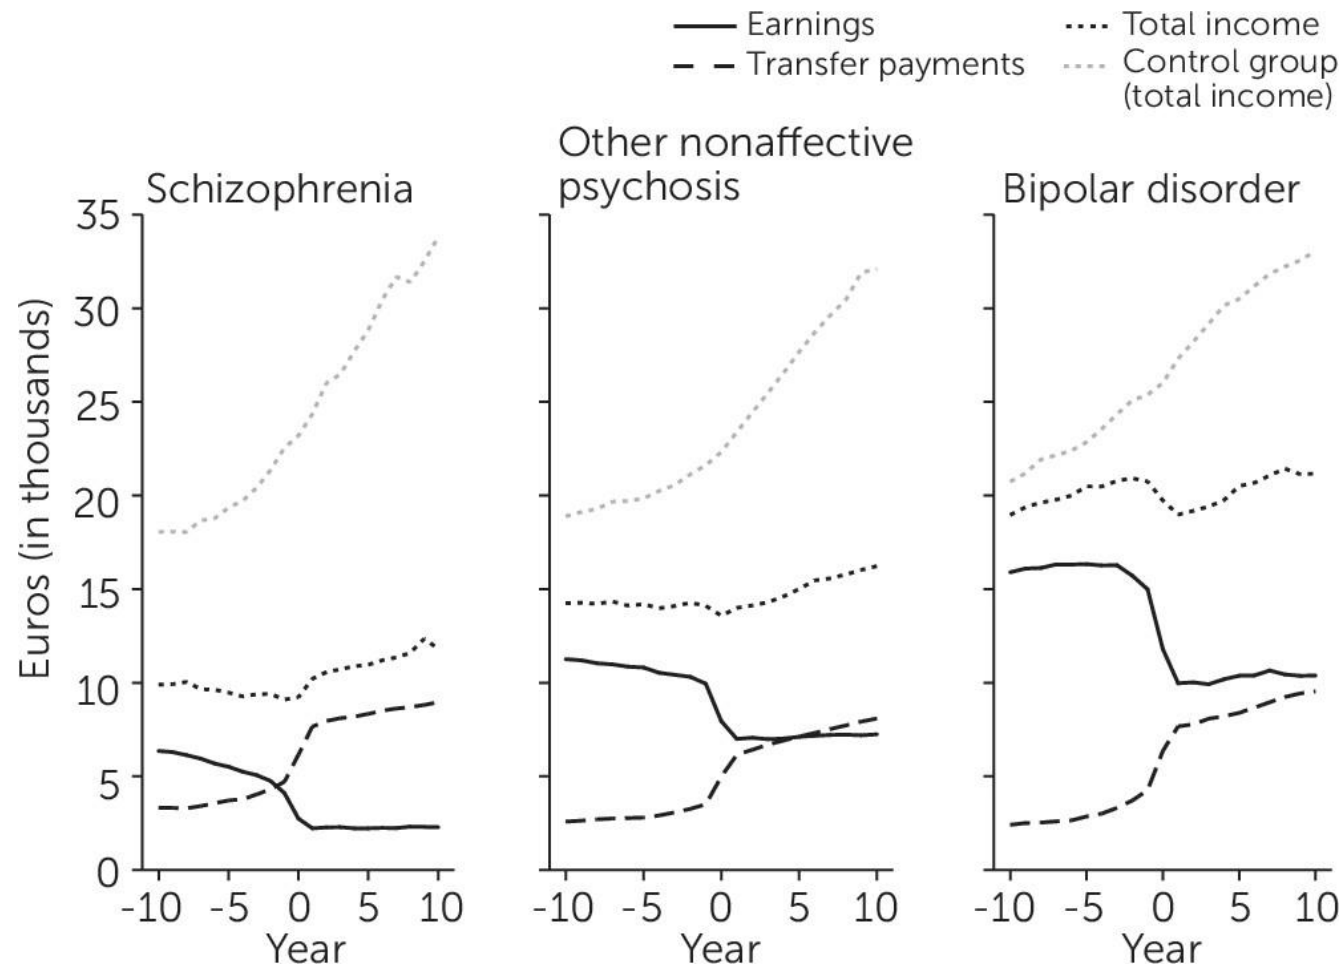 Earnings
Transfer payments
Total income
Control group
(total income)
Schizophrenia
Other nonaffective
psychosis
Bipolar disorder
Euros (in thousands)
35
30
25
20
15
10
5
0
-10 -5 0 5 10
Year
-10 -5 0 5 10
Year
-10 -5 0 5 10
Year